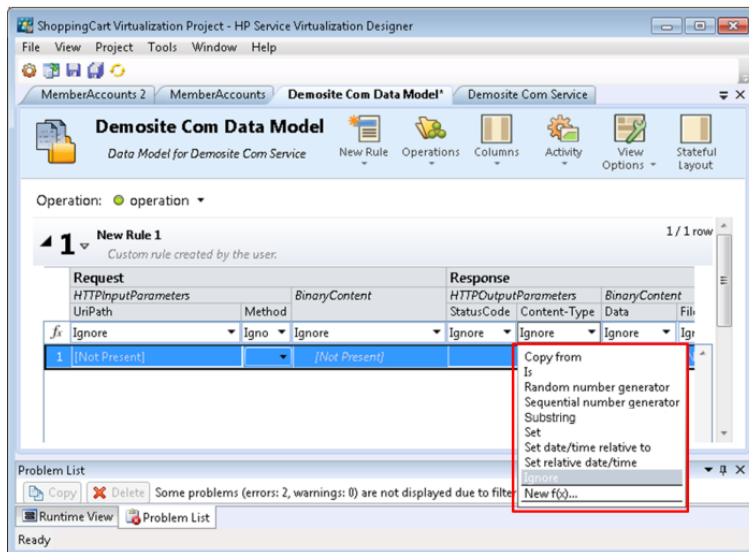 ShoppingCart Virtualization Project - HP Service Virtualization Designer
File View Project Tools Window Help
MemberAccounts 2 MemberAccounts Demosite Com Data Model* Demosite Com Service
Demosite Com Data Model
Data Model for Demosite Com Service
New Rule Operations Columns Activity View Options Stateful Layout
Operation: operation
1 New Rule 1 1 / 1 row
Custom rule created by the user.
Request Response
HTTPInputParameters BinaryContent HTTPOutputParameters BinaryContent
UriPath Method StatusCode Content-Type Data
fx Ignore Igno Ignore Ignore Ignore Ignore Igr
1 [Not Present] [Not Present]
Copy from
Is
Random number generator
Sequential number generator
Substring
Set
Set date/time relative to
Set relative date/time
Ignore
New f(x)...
Problem List
Copy Delete Some problems (errors: 2, warnings: 0) are not displayed due to filte
Runtime View Problem List
Ready